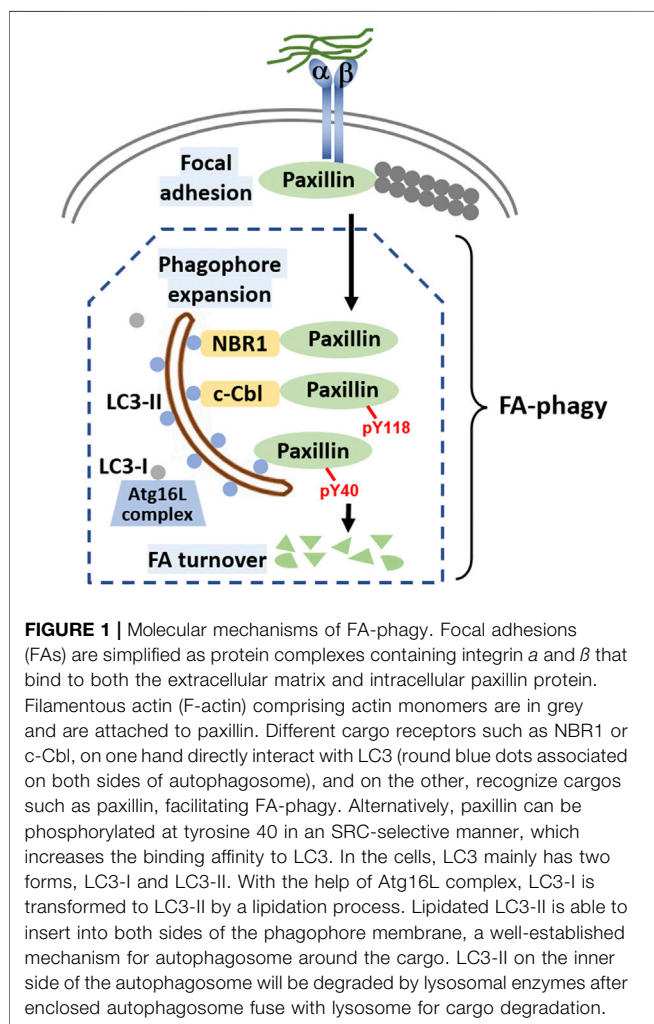 α β
Focal
adhesion
Paxillin
Phagophore
expansion
NBR1
Paxillin
LC3-II
c-Cbl
Paxillin
pY118
FA-phagy
Paxillin
LC3-I
pY40
Atg16L
complex
FA turnover
FIGURE 1 | Molecular mechanisms of FA-phagy. Focal adhesions
(FAs) are simplified as protein complexes containing integrin a and ß that
bind to both the extracellular matrix and intracellular paxillin protein.
Filamentous actin (F-actin) comprising actin monomers are in grey
and are attached to paxillin. Different cargo receptors such as NBR1 or
c-Cbl, on one hand directly interact with LC3 (round blue dots associated
on both sides of autophagosome), and on the other, recognize cargos
such as paxillin, facilitating FA-phagy. Alternatively, paxillin can be
phosphorylated at tyrosine 40 in an SRC-selective manner, which
increases the binding affinity to LC3. In the cells, LC3 mainly has two
forms, LC3-I and LC3-II. With the help of Atg16L complex, LC3-I is
transformed to LC3-II by a lipidation process. Lipidated LC3-II is able to
insert into both sides of the phagophore membrane, a well-established
mechanism for autophagosome around the cargo. LC3-II on the inner
side of the autophagosome will be degraded by lysosomal enzymes after
enclosed autophagosome fuse with lysosome for cargo degradation.